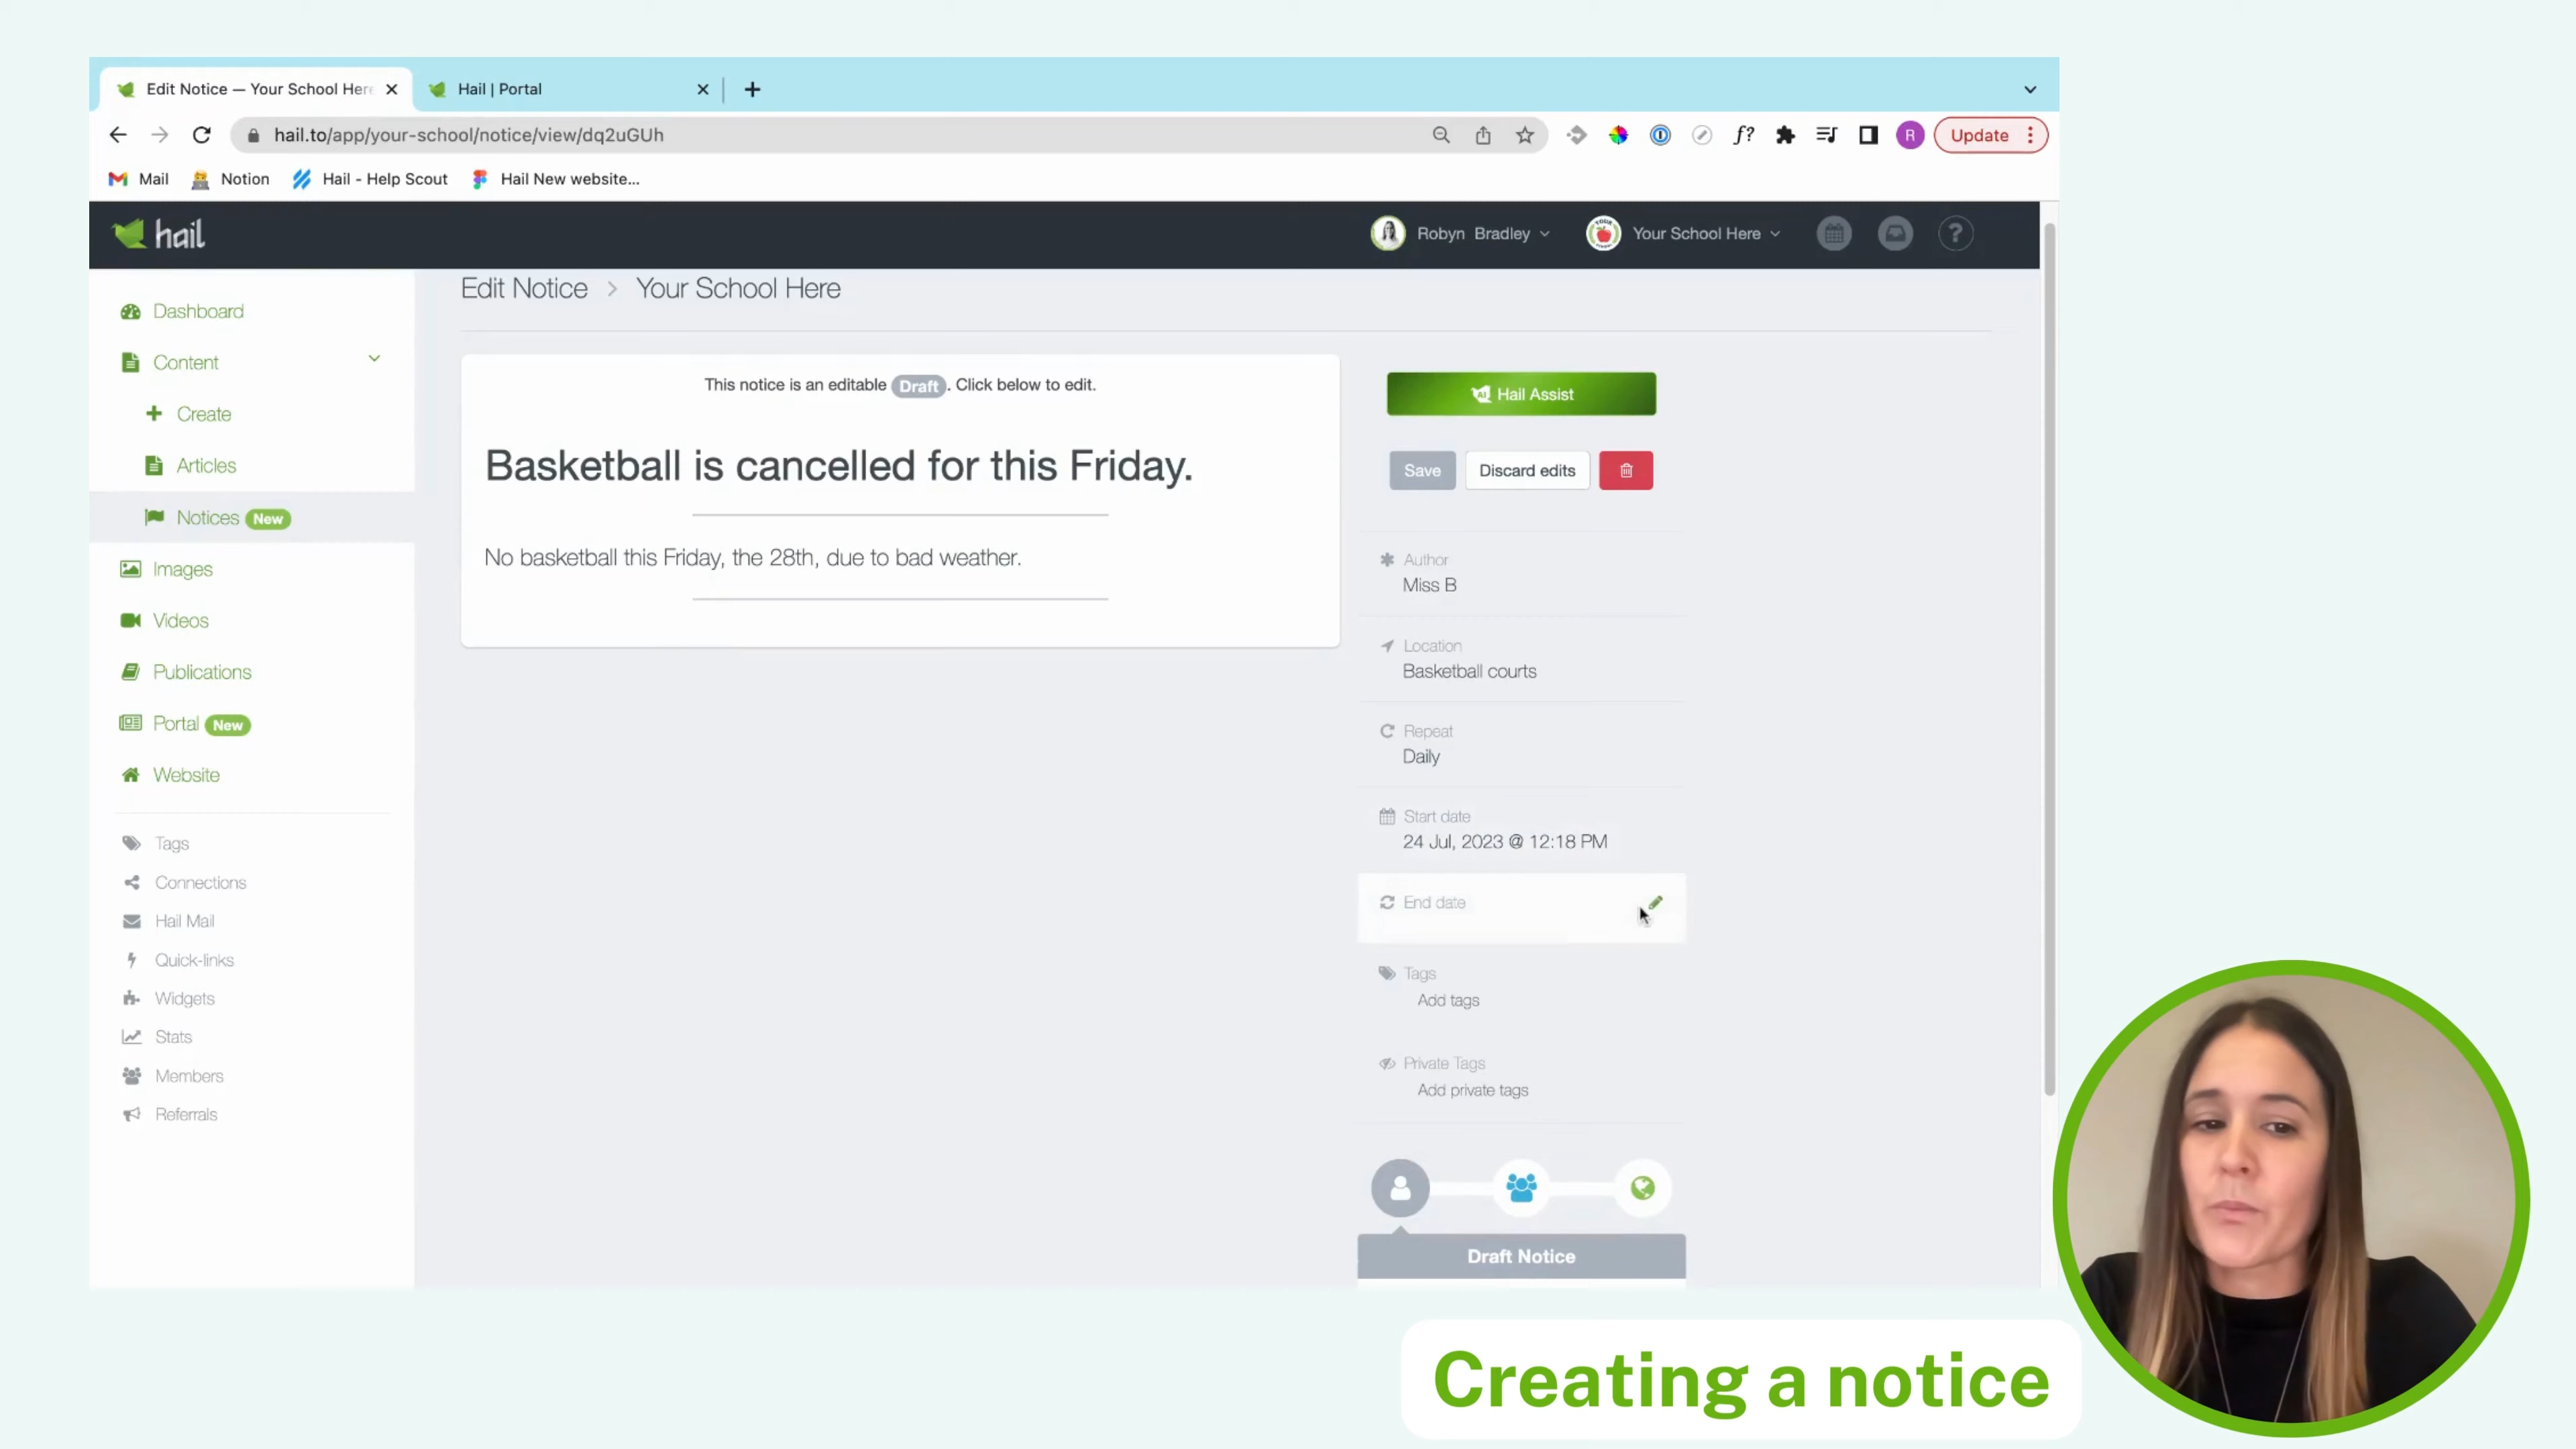 Edit Notice — Your School Here
Hail | Portal
hail.to/app/your-school/notice/view/dq2uGUh
f?
R
Update
Mail
Notion
Hail - Help Scout
Hail New website...
hail
Robyn Bradley
Your School Here
?
Dashboard
Content
Create
Articles
Notices New
Images
Videos
Publications
Portal New
Website
Tags
Connections
Hail Mail
Quick-links
Widgets
Stats
Members
Referrals
Edit Notice > Your School Here
This notice is an editable Draft . Click below to edit.
Basketball is cancelled for this Friday.
No basketball this Friday, the 28th, due to bad weather.
AI Hail Assist
Save
Discard edits
Author
Miss B
Location
Basketball courts
Repeat
Daily
Start date
24 Jul, 2023 @ 12:18 PM
End date
Tags
Add tags
Private Tags
Add private tags
Draft Notice
Creating a notice